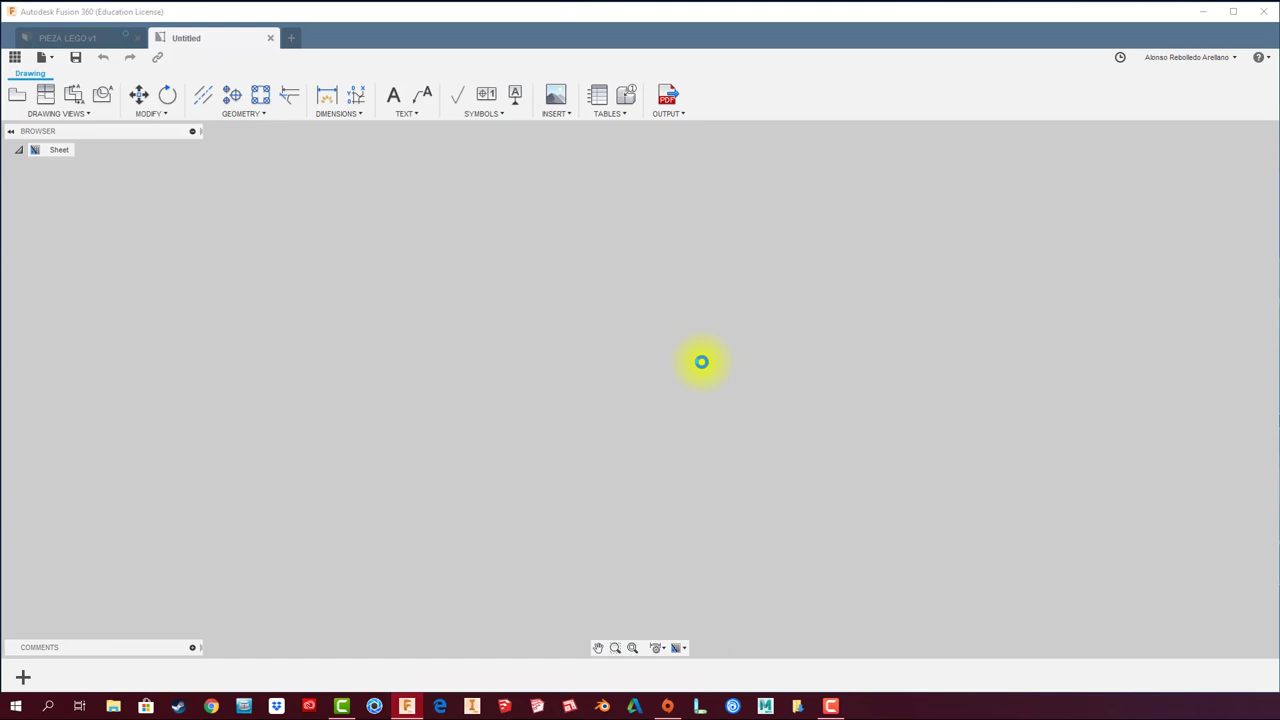 Autodesk Fusion 360 (Education License)
PIEZA LEGO v1
Untitled
Alonso Rebolledo Arellano
Drawing
DRAWING VIEWS
MODIFY
GEOMETRY
DIMENSIONS
TEXT
SYMBOLS
INSERT
TABLES
OUTPUT
PDF
BROWSER
Sheet
COMMENTS